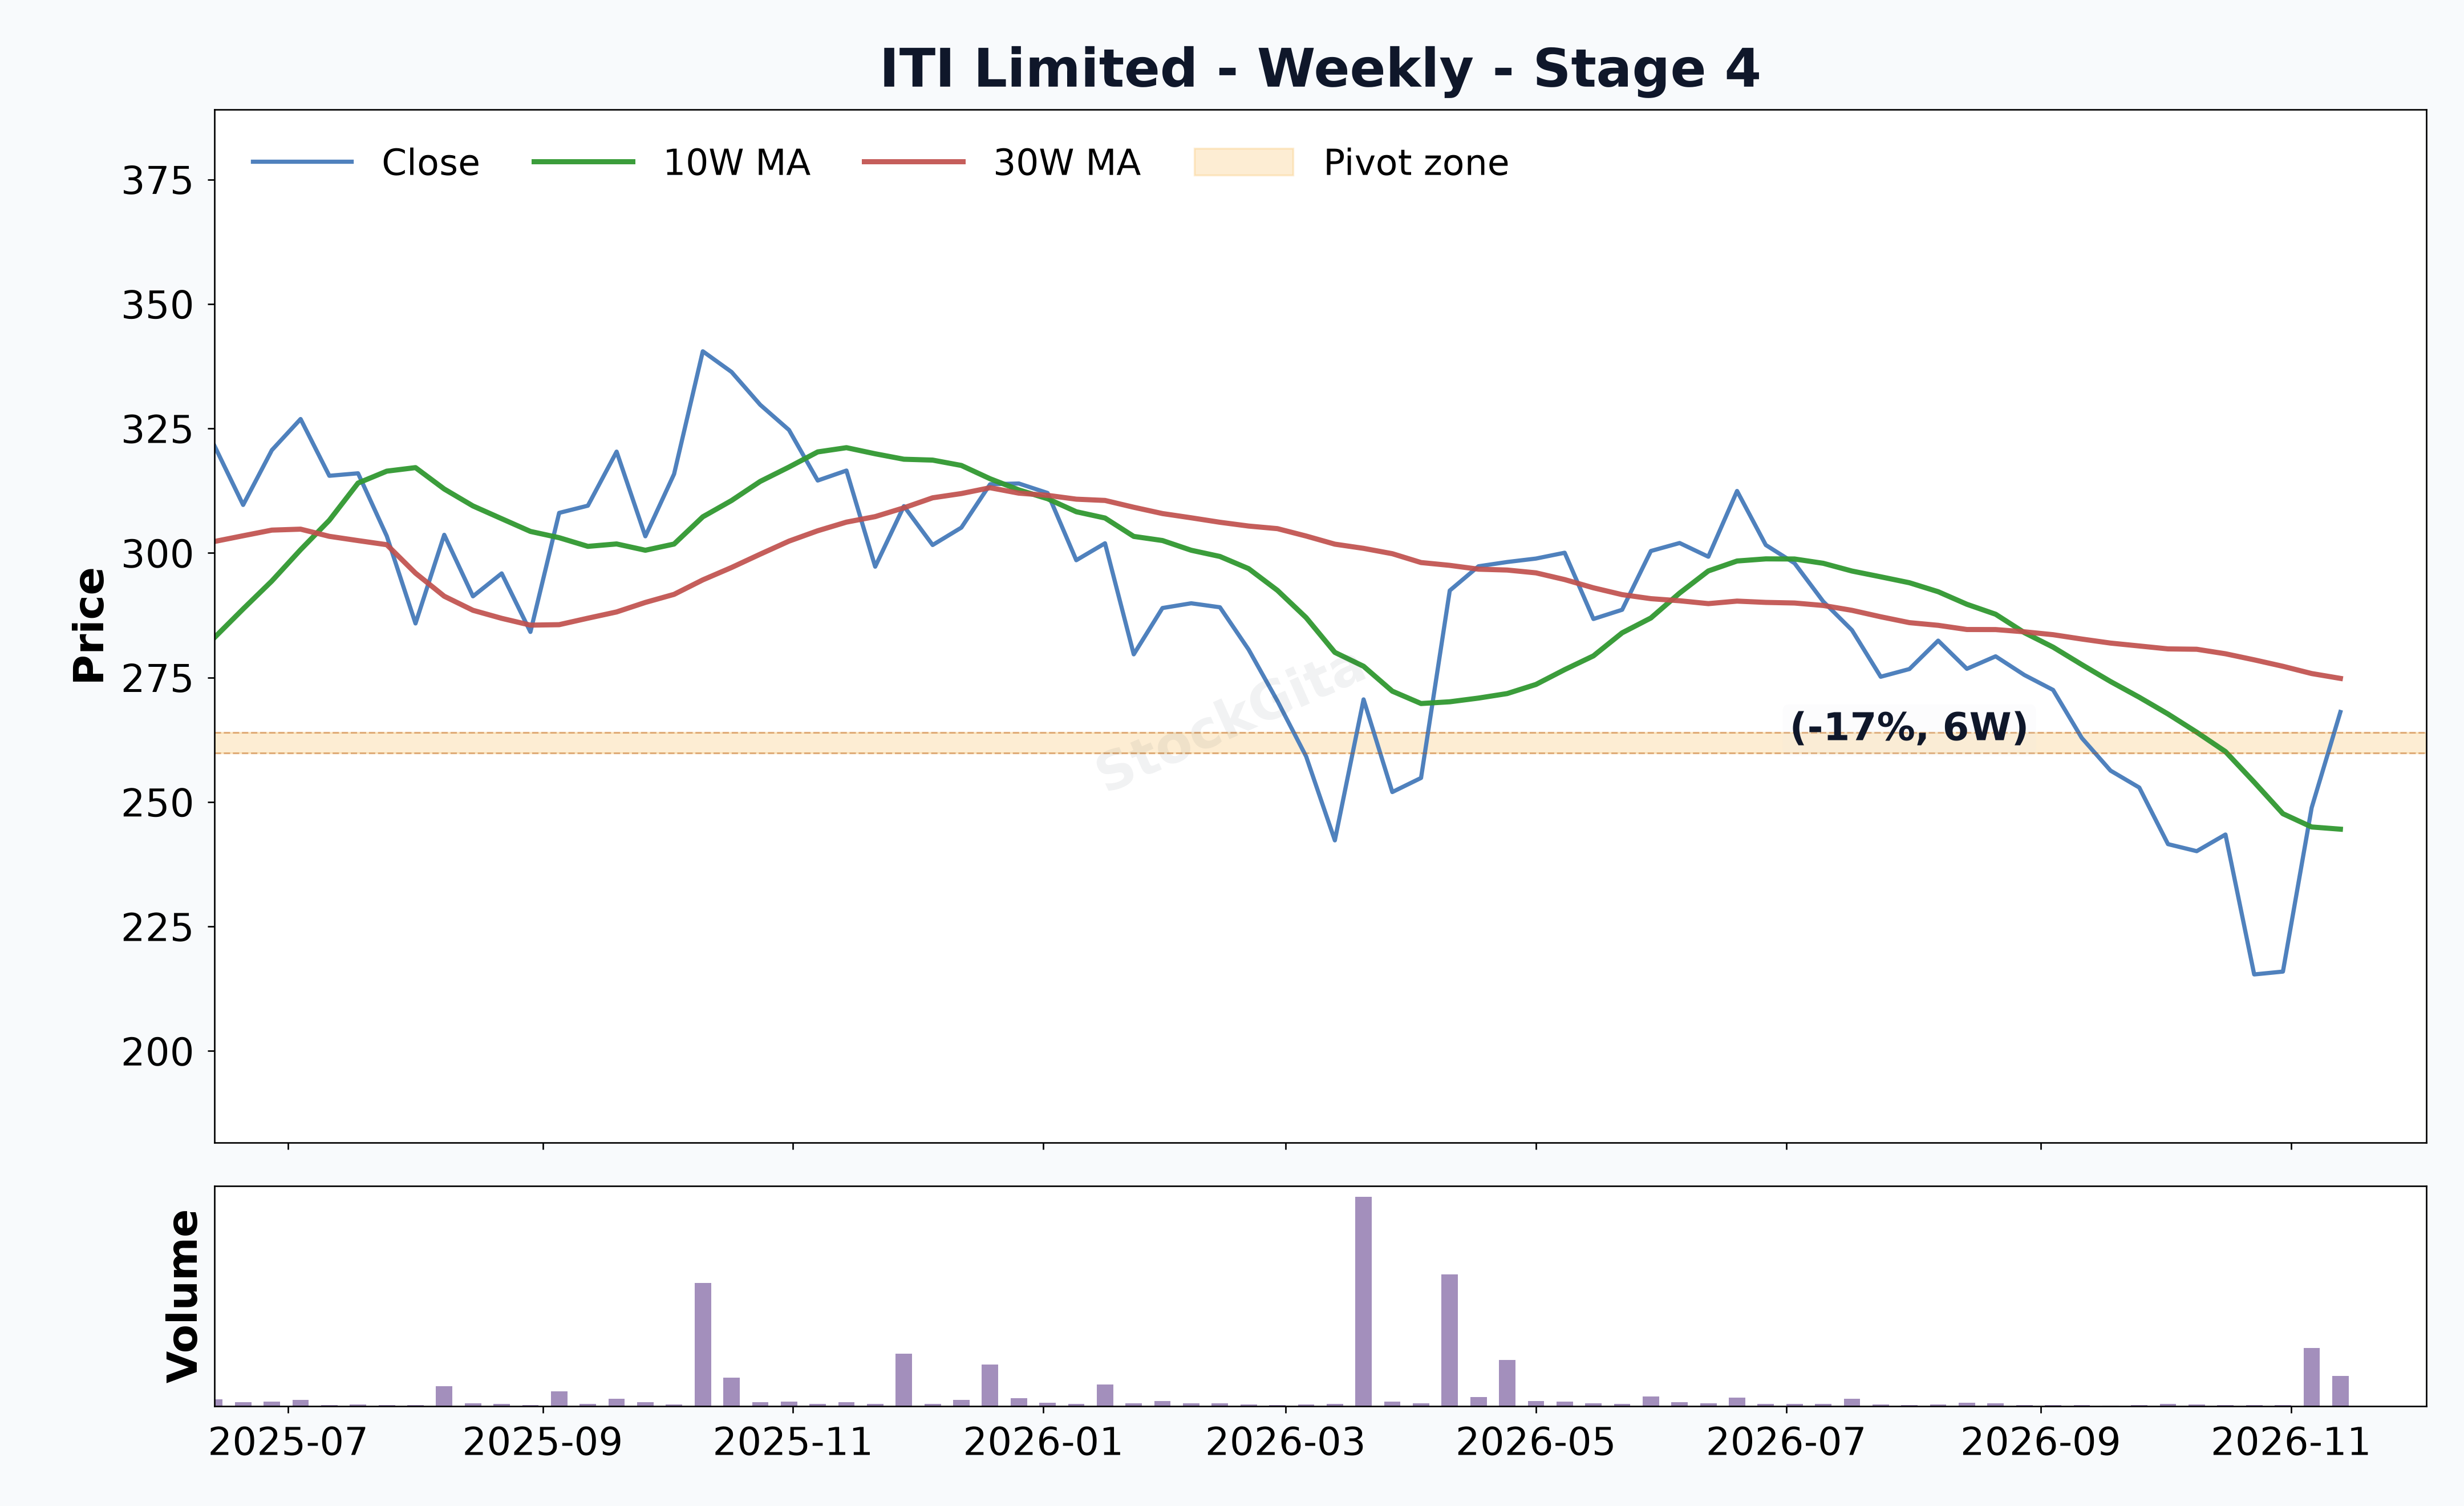 ITI Limited - Weekly - Stage 4
Close 10W MA 30W MA Pivot zone
375
350
325
300
275
250
225
200
Price
StockGita
(-17%, 6W)
Volume
2025-07 2025-09 2025-11 2026-01 2026-03 2026-05 2026-07 2026-09 2026-11